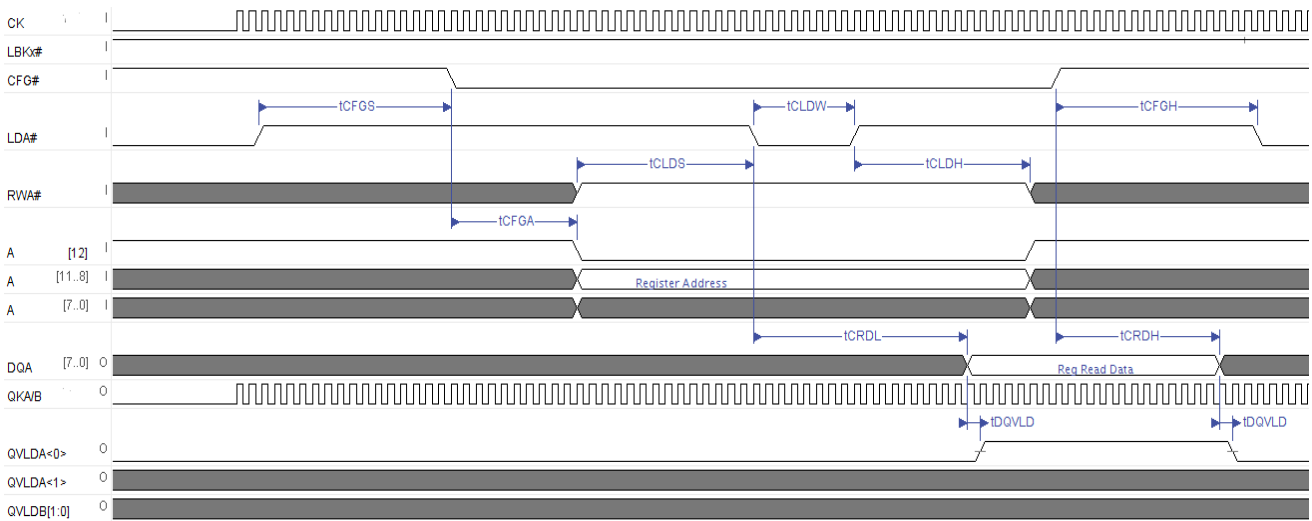 CK I
LBKx# I
CFG# I
tCFGS tCLDW tCFGH
LDA# I
tCLDS tCLDH
RWA# I
tCFGA
A [12] I
A [11..8] I Register Address
A [7..0] I
tCRDL tCRDH
DQA [7..0] O Reg Read Data
QKA/B O
tDQVLD tDQVLD
QVLDA<0> O
QVLDA<1> O
QVLDB[1:0] O